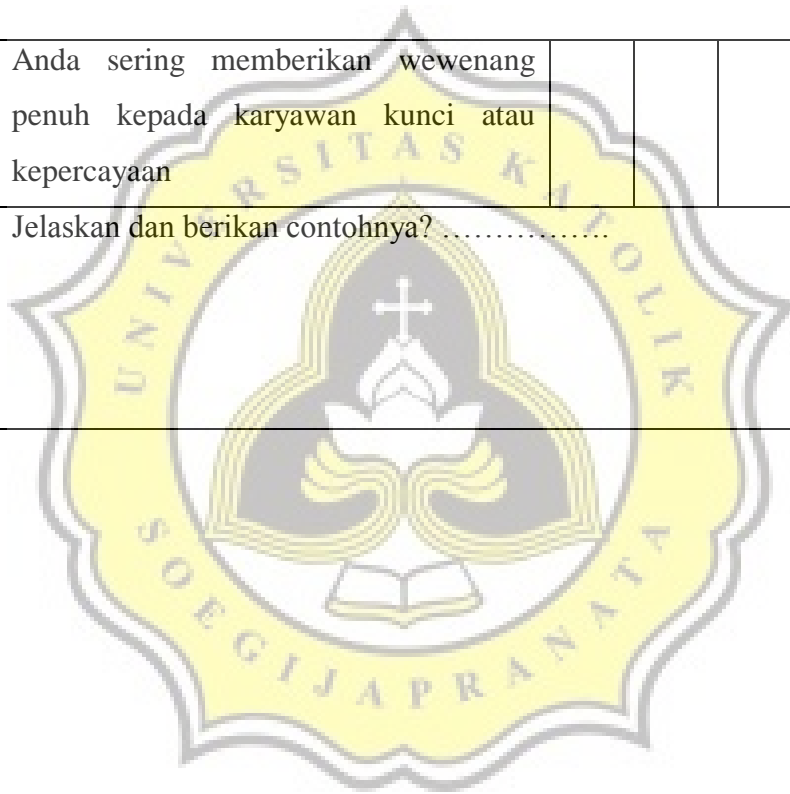 Anda sering memberikan wewenang
penuh kepada karyawan kunci atau
kepercayaan
Jelaskan dan berikan contohnya? ................
UNIVERSITAS KATOLIK
SOEGIJAPRANATA